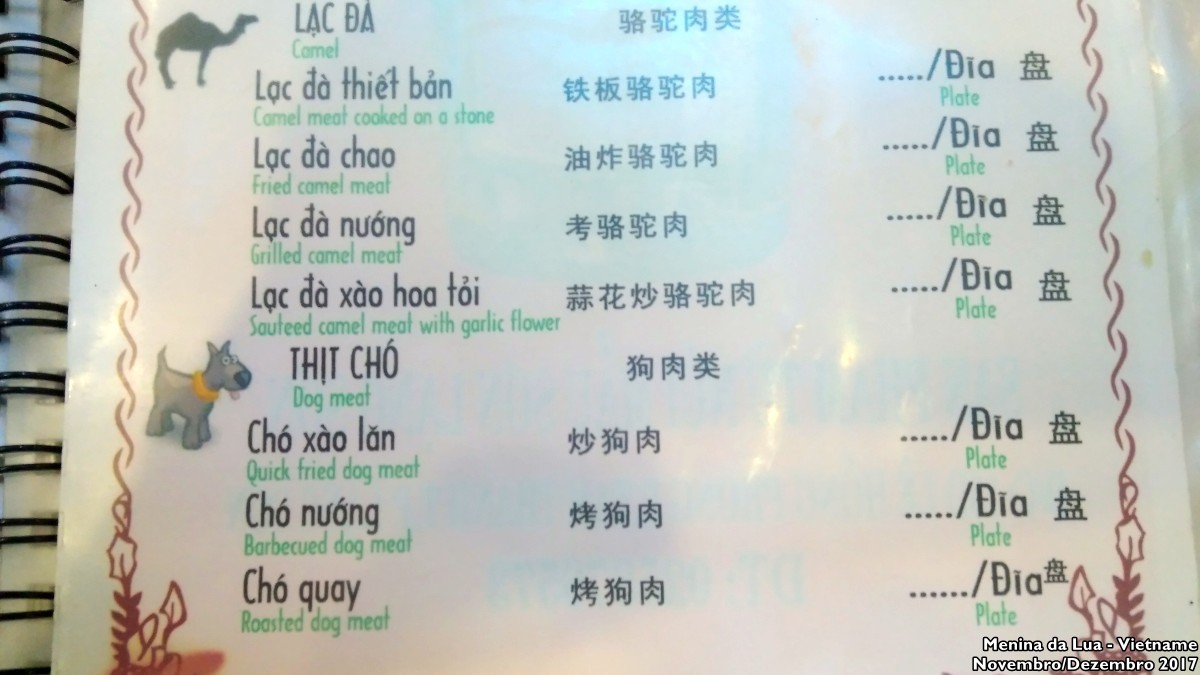 LẠC ĐÀ 骆驼肉类
Camel
Lạc đà thiết bản 铁板骆驼肉 ...../Đĩa 盘
Camel meat cooked on a stone Plate
Lạc đà chao 油炸骆驼肉 ...../Đĩa 盘
Fried camel meat Plate
Lạc đà nướng 考骆驼肉 ...../Đĩa 盘
Grilled camel meat Plate
Lạc đà xào hoa tỏi 蒜花炒骆驼肉 ...../Đĩa 盘
Sauteed camel meat with garlic flower Plate
THỊT CHÓ 狗肉类
Dog meat
Chó xào lăn 炒狗肉 ...../Đĩa 盘
Quick fried dog meat Plate
Chó nướng 烤狗肉 ...../Đĩa 盘
Barbecued dog meat Plate
Chó quay 烤狗肉 ....../Đĩa 盘
Roasted dog meat Plate
Menina da Lua - Vietname
Novembro/Dezembro 2017